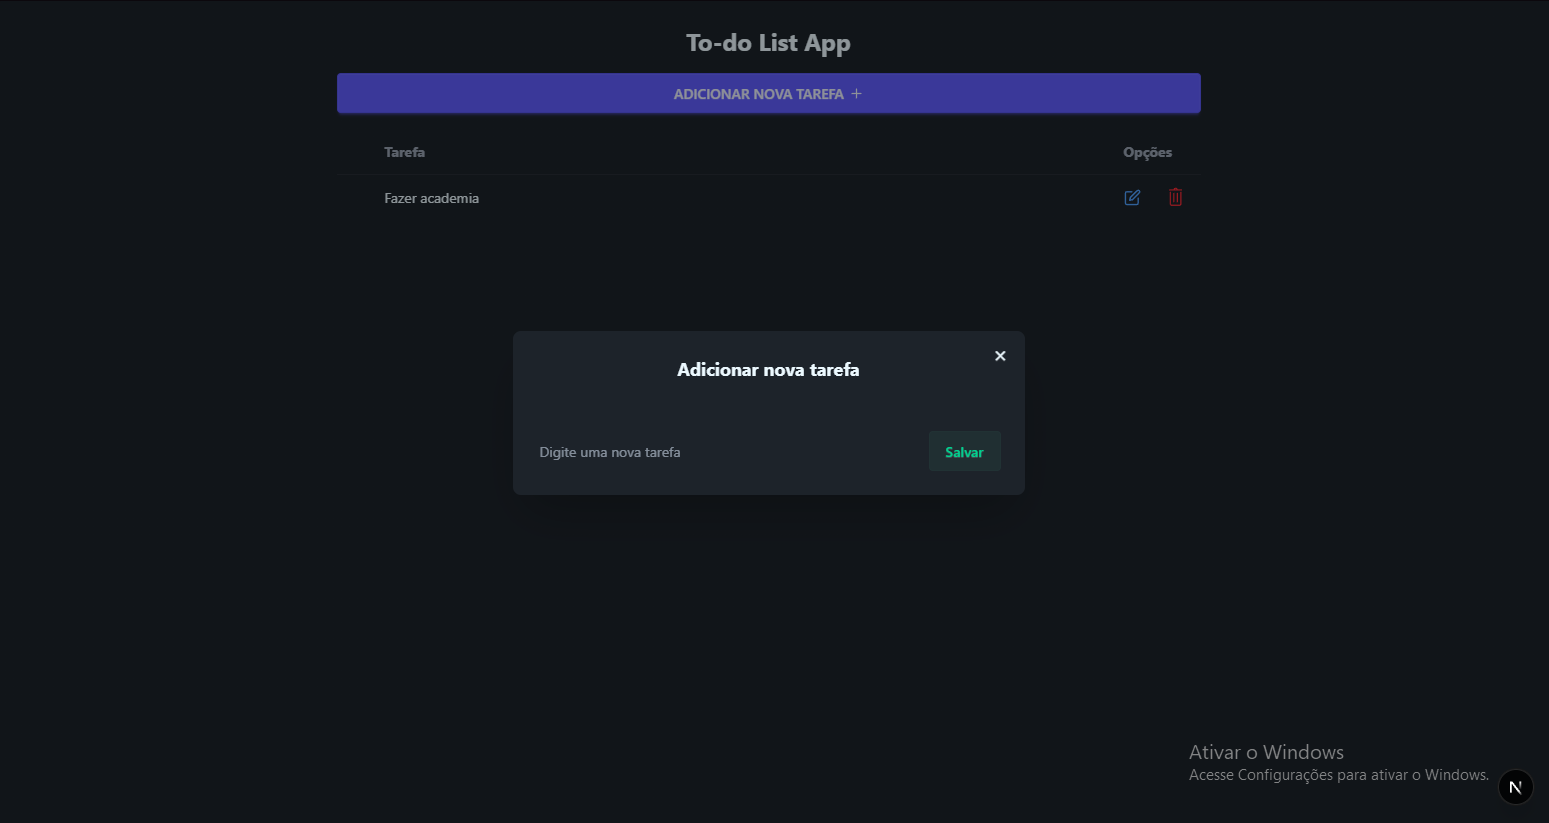 To-do List App
ADICIONAR NOVA TAREFA +
Tarefa Opções
Fazer academia
Adicionar nova tarefa
Digite uma nova tarefa Salvar
Ativar o Windows
Acesse Configurações para ativar o Windows.
N